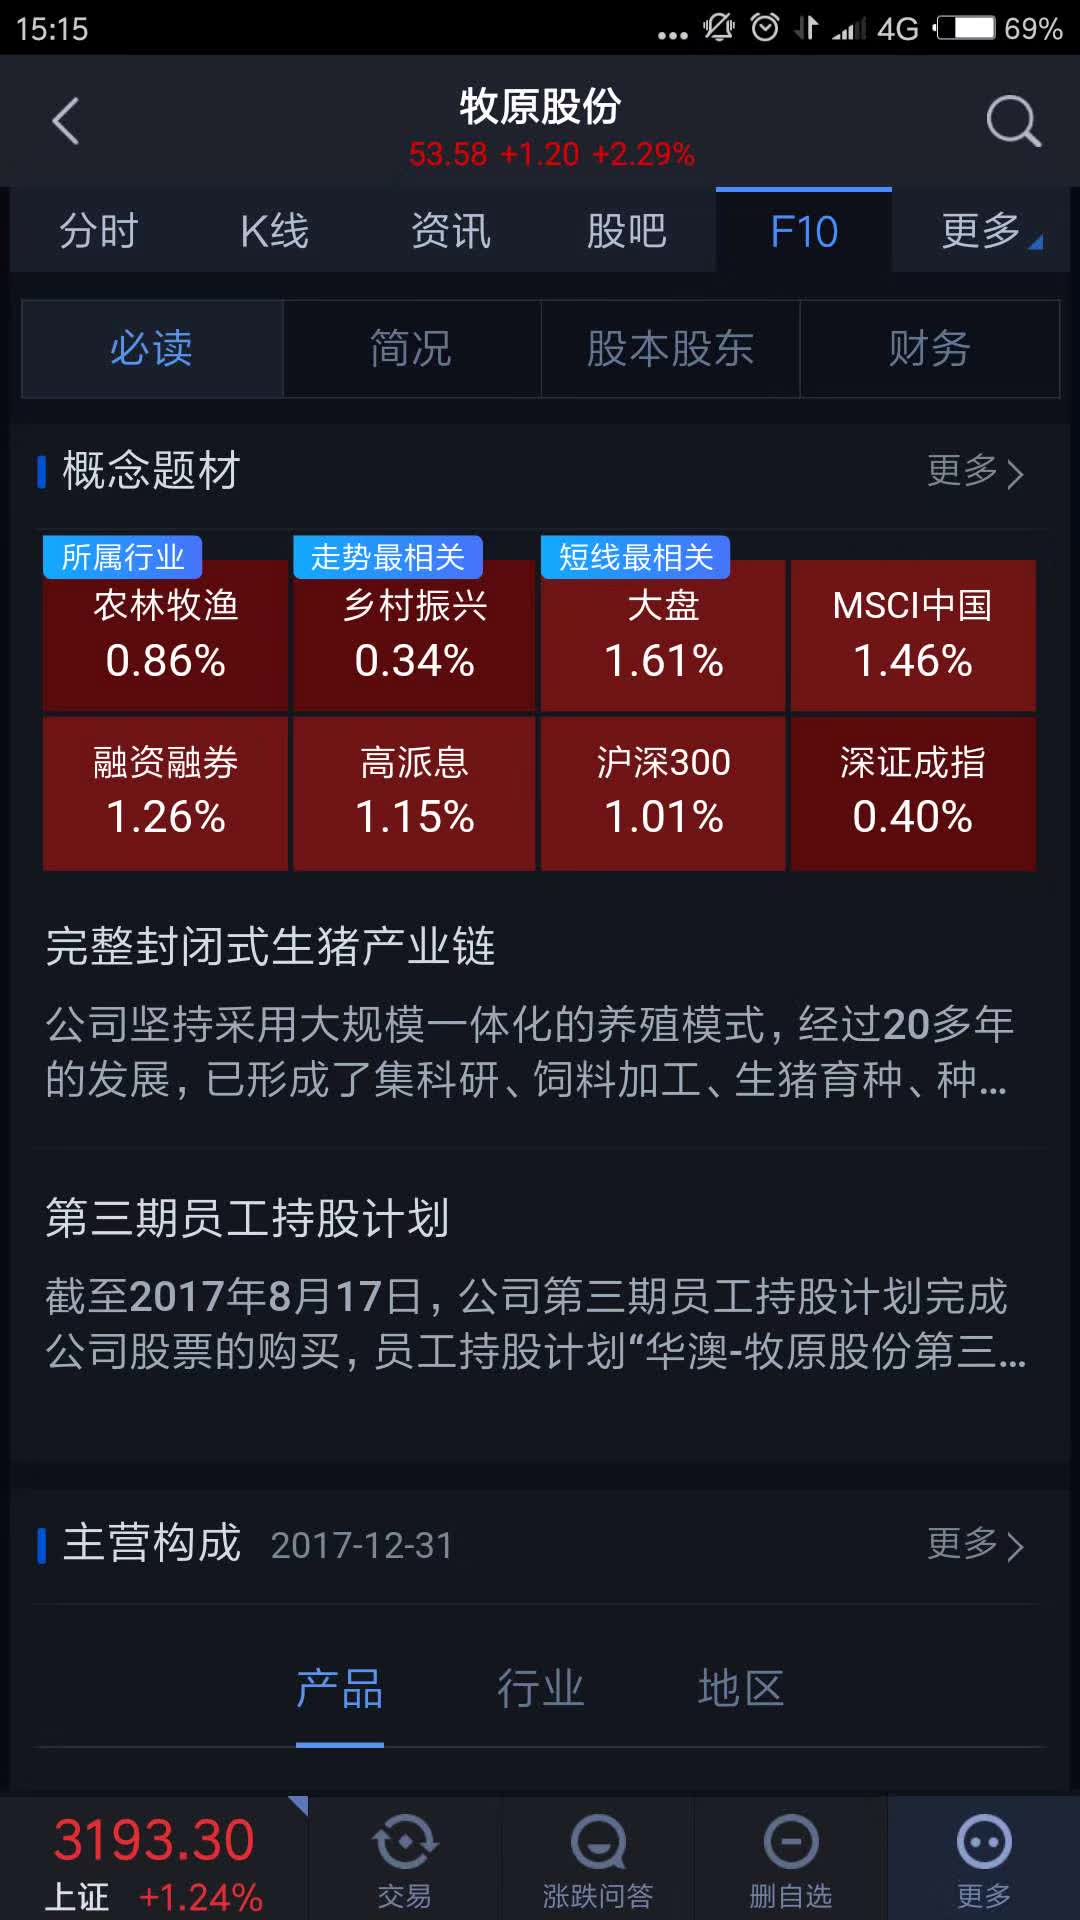 15:15
4G 69%
牧原股份
53.58 +1.20 +2.29%
分时 K线 资讯 股吧 F10 更多
必读 简况 股本股东 财务
概念题材 更多
所属行业 走势最相关 短线最相关
农林牧渔 乡村振兴 大盘 MSCI中国
0.86% 0.34% 1.61% 1.46%
融资融券 高派息 沪深300 深证成指
1.26% 1.15% 1.01% 0.40%
完整封闭式生猪产业链
公司坚持采用大规模一体化的养殖模式，经过20多年
的发展，已形成了集科研、饲料加工、生猪育种、种...
第三期员工持股计划
截至2017年8月17日，公司第三期员工持股计划完成
公司股票的购买，员工持股计划“华澳-牧原股份第三...
主营构成 2017-12-31 更多
产品 行业 地区
3193.30
上证 +1.24% 交易 涨跌问答 删自选 更多